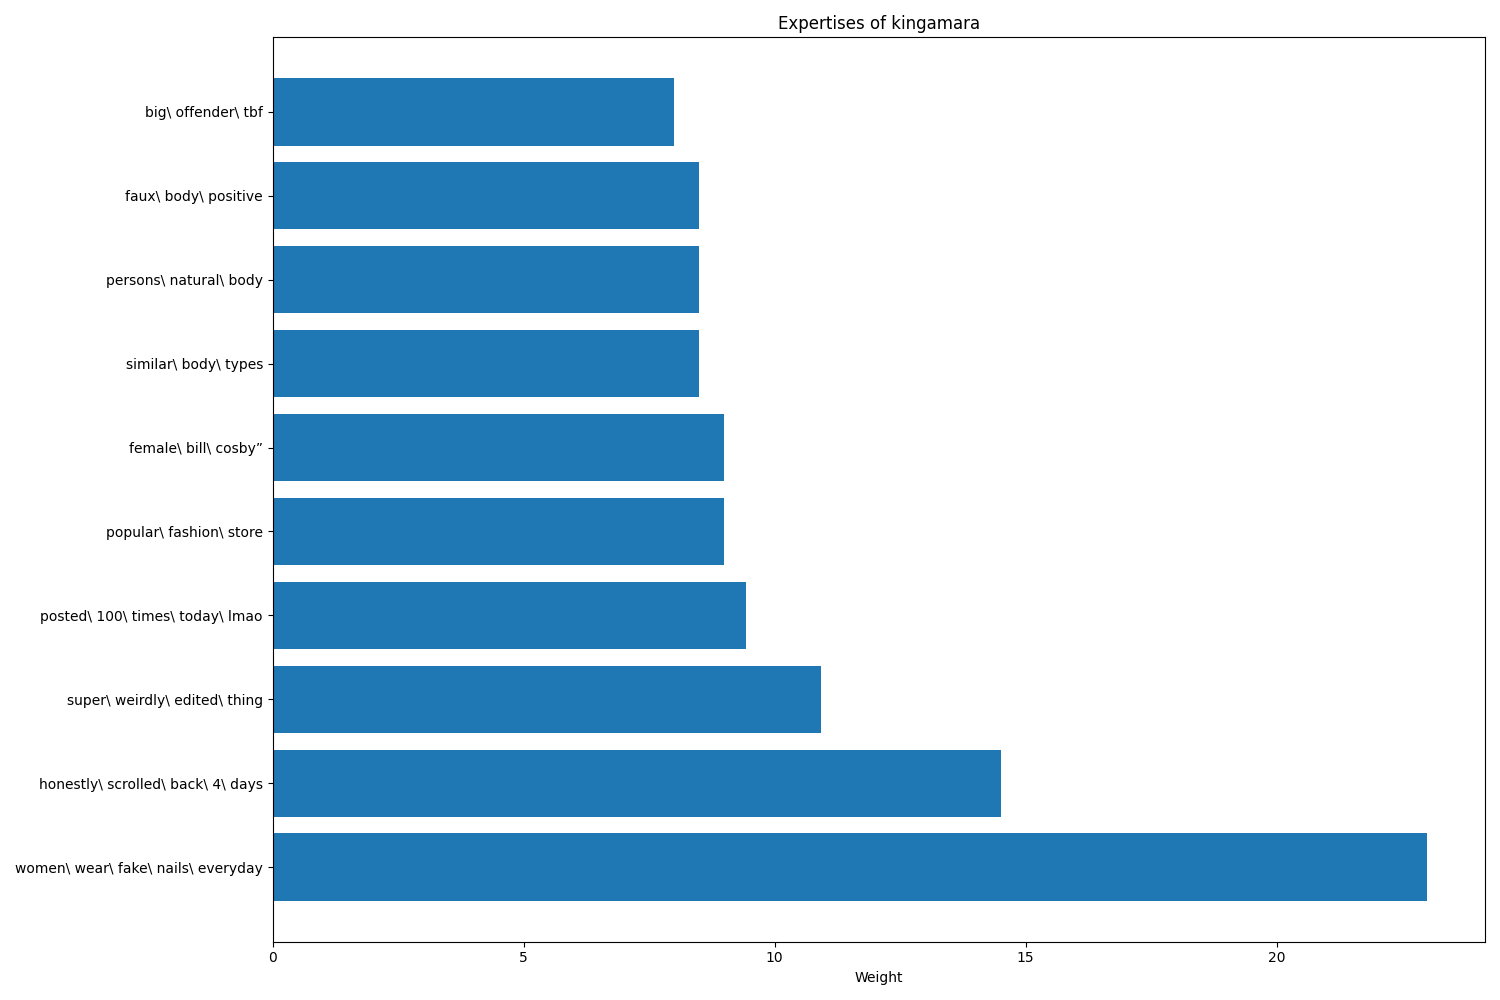 Expertises of kingamara
big\ offender\ tbf
faux\ body\ positive
persons\ natural\ body
similar\ body\ types
female\ bill\ cosby”
popular\ fashion\ store
posted\ 100\ times\ today\ lmao
super\ weirdly\ edited\ thing
honestly\ scrolled\ back\ 4\ days
women\ wear\ fake\ nails\ everyday
0 5 10 15 20
Weight